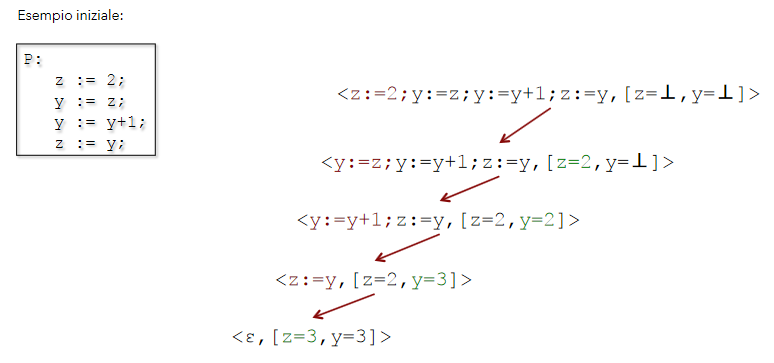 Esempio iniziale:
P:
z := 2;
y := z;
y := y+1;
z := y;
<z:=2;y:=z;y:=y+1;z:=y,[z=⊥,y=⊥]>
<y:=z;y:=y+1;z:=y,[z=2,y=⊥]>
<y:=y+1;z:=y,[z=2,y=2]>
<z:=y,[z=2,y=3]>
<ε,[z=3,y=3]>